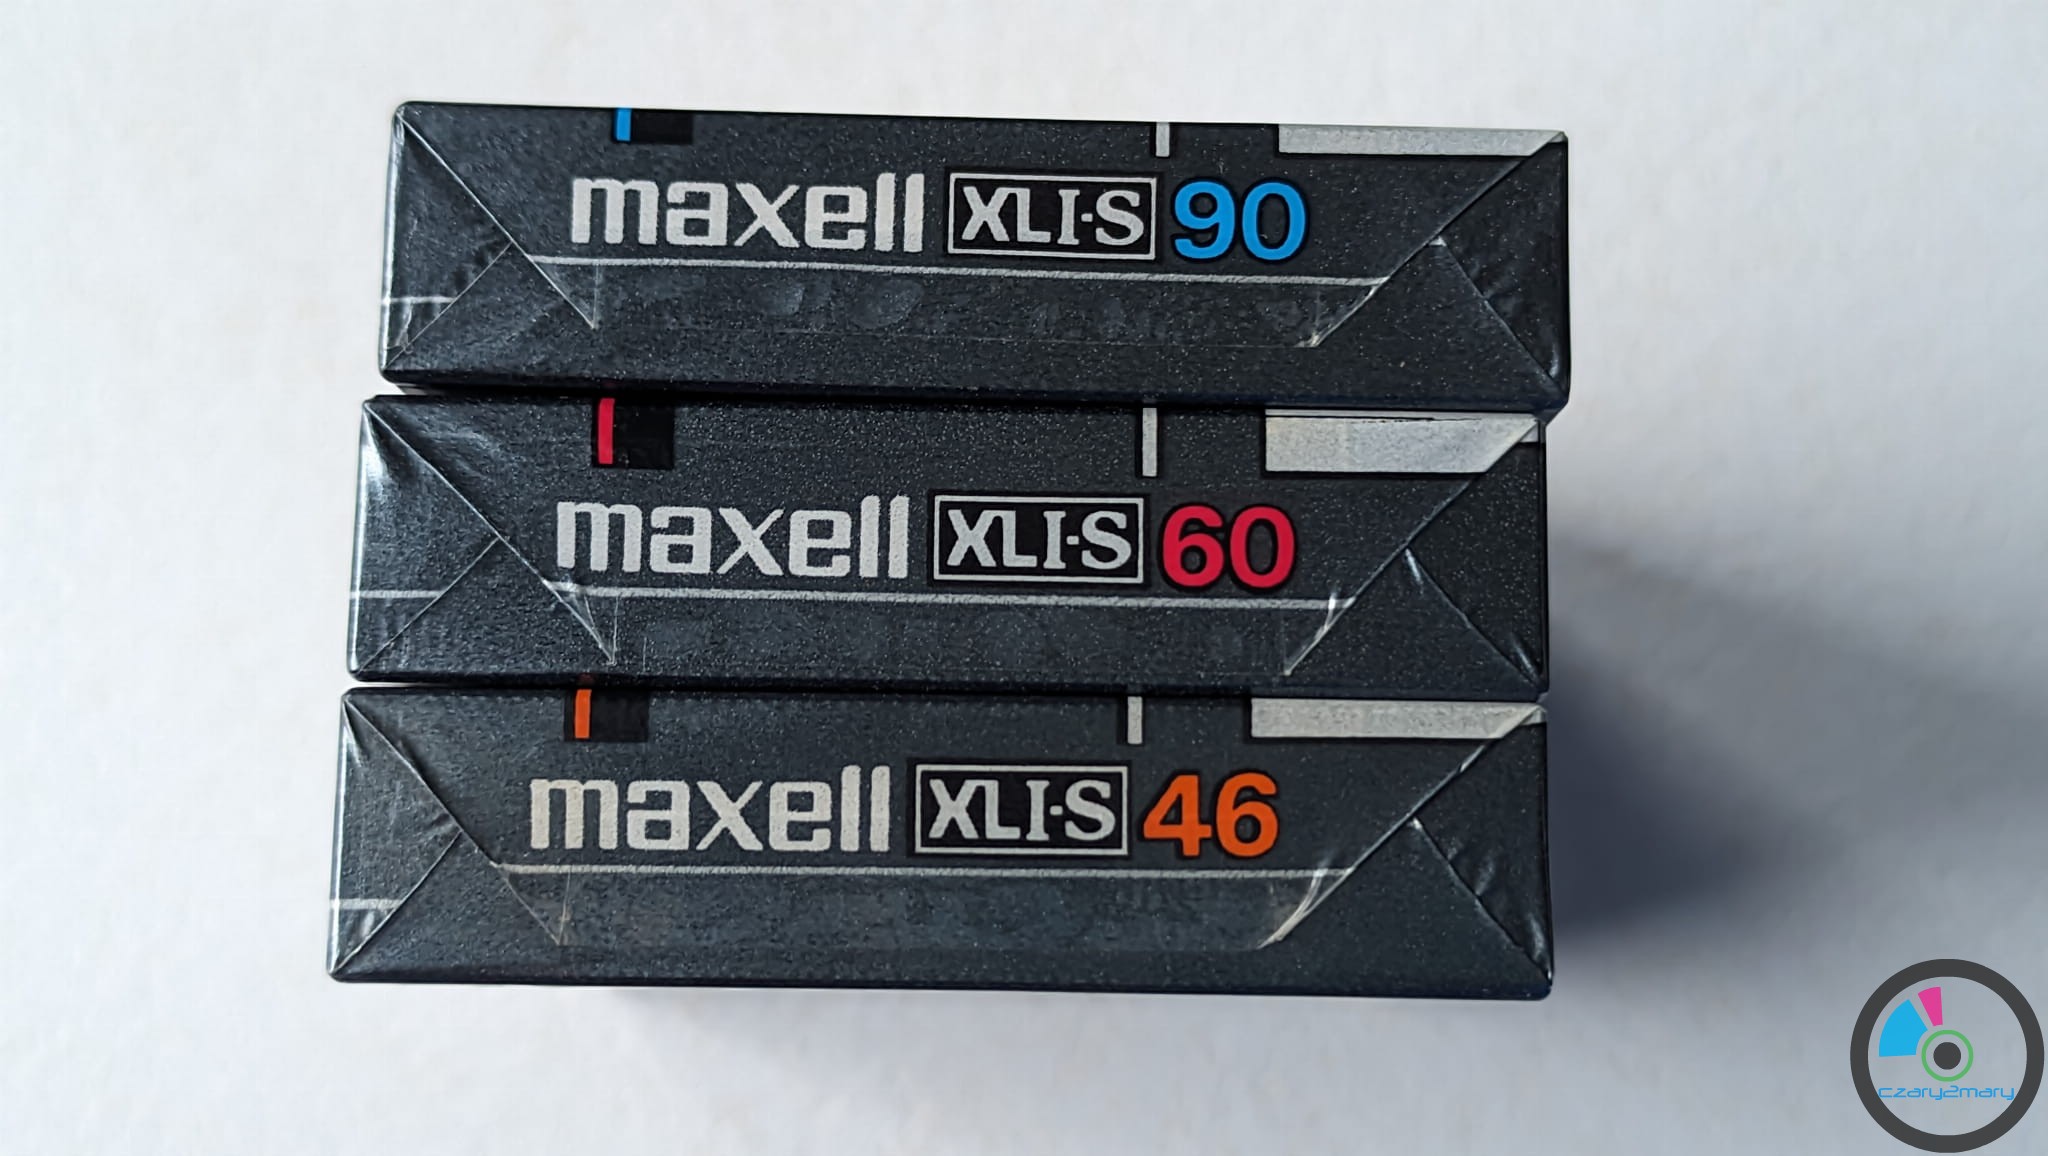 maxell XLI-S 90
maxell XLI-S 60
maxell XLI-S 46
czary2mary